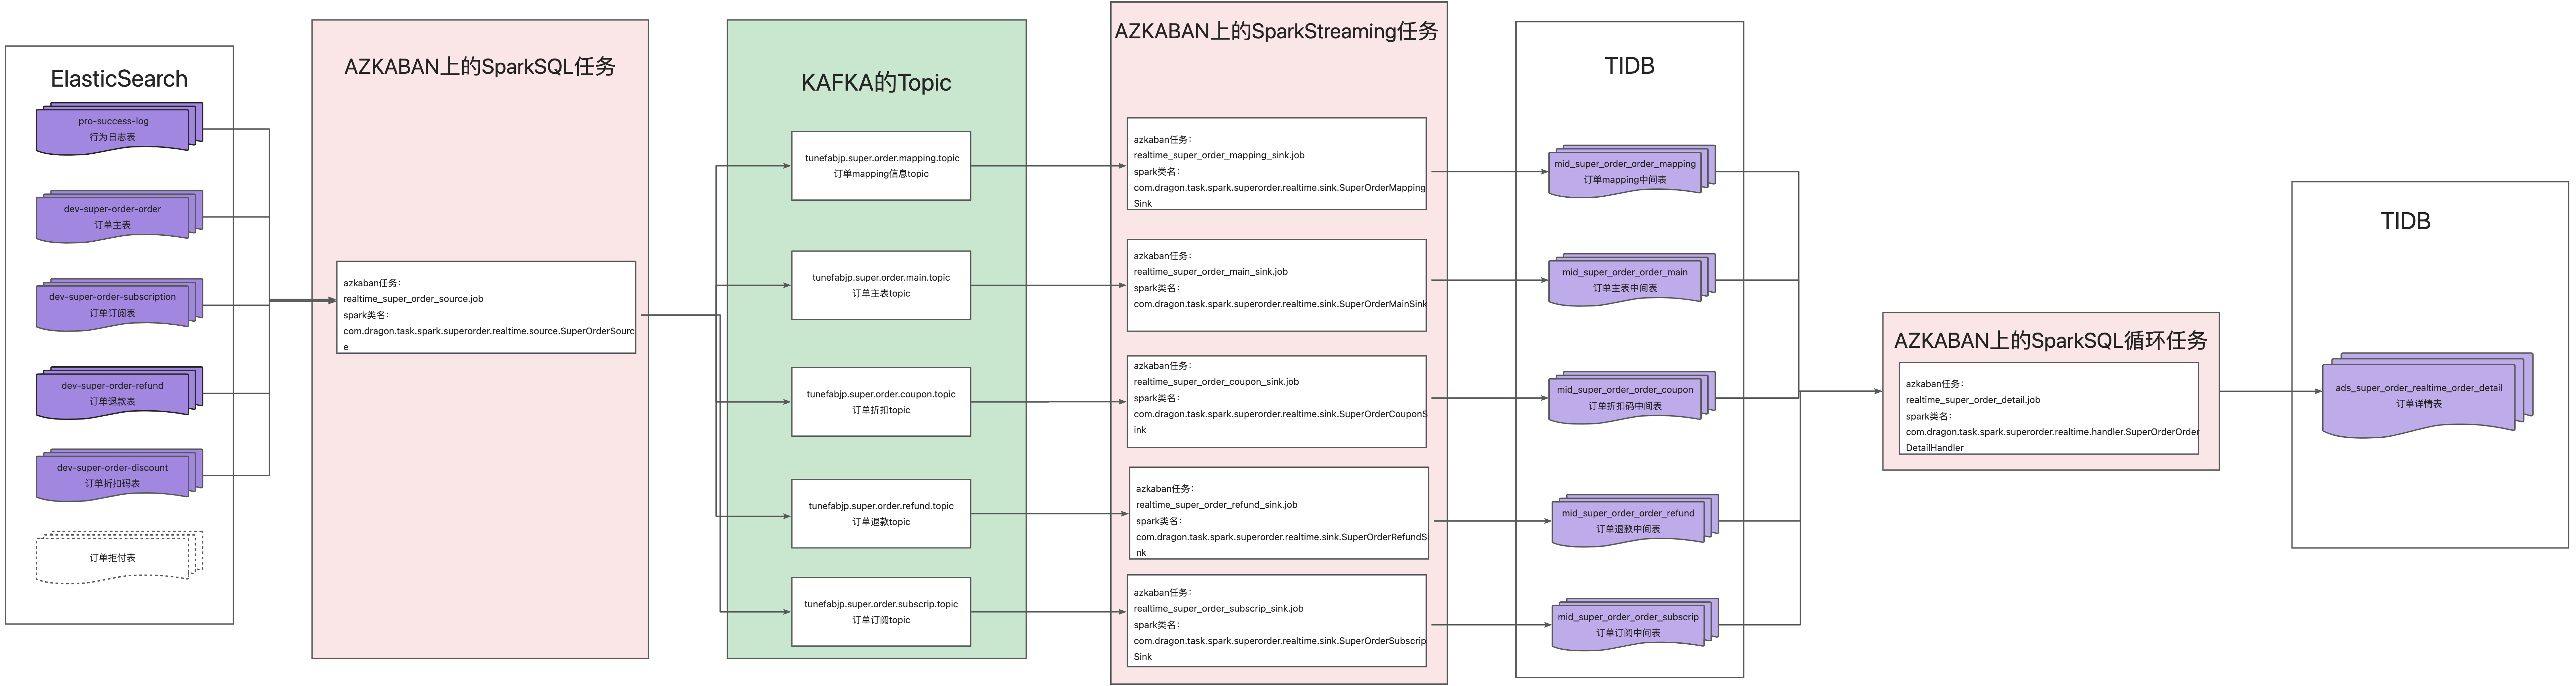 ElasticSearch
pro-success-log
行为日志表
dev-super-order-order
订单主表
dev-super-order-subscription
订单订阅表
dev-super-order-refund
订单退款表
dev-super-order-discount
订单折扣码表
订单拒付表
AZKABAN上的SparkSQL任务
azkaban任务：
realtime_super_order_source.job
spark类名：
com.dragon.task.spark.superorder.realtime.source.SuperOrderSourc
e
KAFKA的Topic
tunefabjp.super.order.mapping.topic
订单mapping信息topic
tunefabjp.super.order.main.topic
订单主表topic
tunefabjp.super.order.coupon.topic
订单折扣topic
tunefabjp.super.order.refund.topic
订单退款topic
tunefabjp.super.order.subscrip.topic
订单订阅topic
AZKABAN上的SparkStreaming任务
azkaban任务：
realtime_super_order_mapping_sink.job
spark类名：
com.dragon.task.spark.superorder.realtime.sink.SuperOrderMapping
Sink
azkaban任务：
realtime_super_order_main_sink.job
spark类名：
com.dragon.task.spark.superorder.realtime.sink.SuperOrderMainSink
azkaban任务：
realtime_super_order_coupon_sink.job
spark类名：
com.dragon.task.spark.superorder.realtime.sink.SuperOrderCouponS
ink
azkaban任务：
realtime_super_order_refund_sink.job
spark类名：
com.dragon.task.spark.superorder.realtime.sink.SuperOrderRefundSi
nk
azkaban任务：
realtime_super_order_subscrip_sink.job
spark类名：
com.dragon.task.spark.superorder.realtime.sink.SuperOrderSubscrip
Sink
TIDB
mid_super_order_order_mapping
订单mapping中间表
mid_super_order_order_main
订单主表中间表
mid_super_order_order_coupon
订单折扣码中间表
mid_super_order_order_refund
订单退款中间表
mid_super_order_order_subscrip
订单订阅中间表
AZKABAN上的SparkSQL循环任务
azkaban任务：
realtime_super_order_detail.job
spark类名：
com.dragon.task.spark.superorder.realtime.handler.SuperOrderOrder
DetailHandler
TIDB
ads_super_order_realtime_order_detail
订单详情表